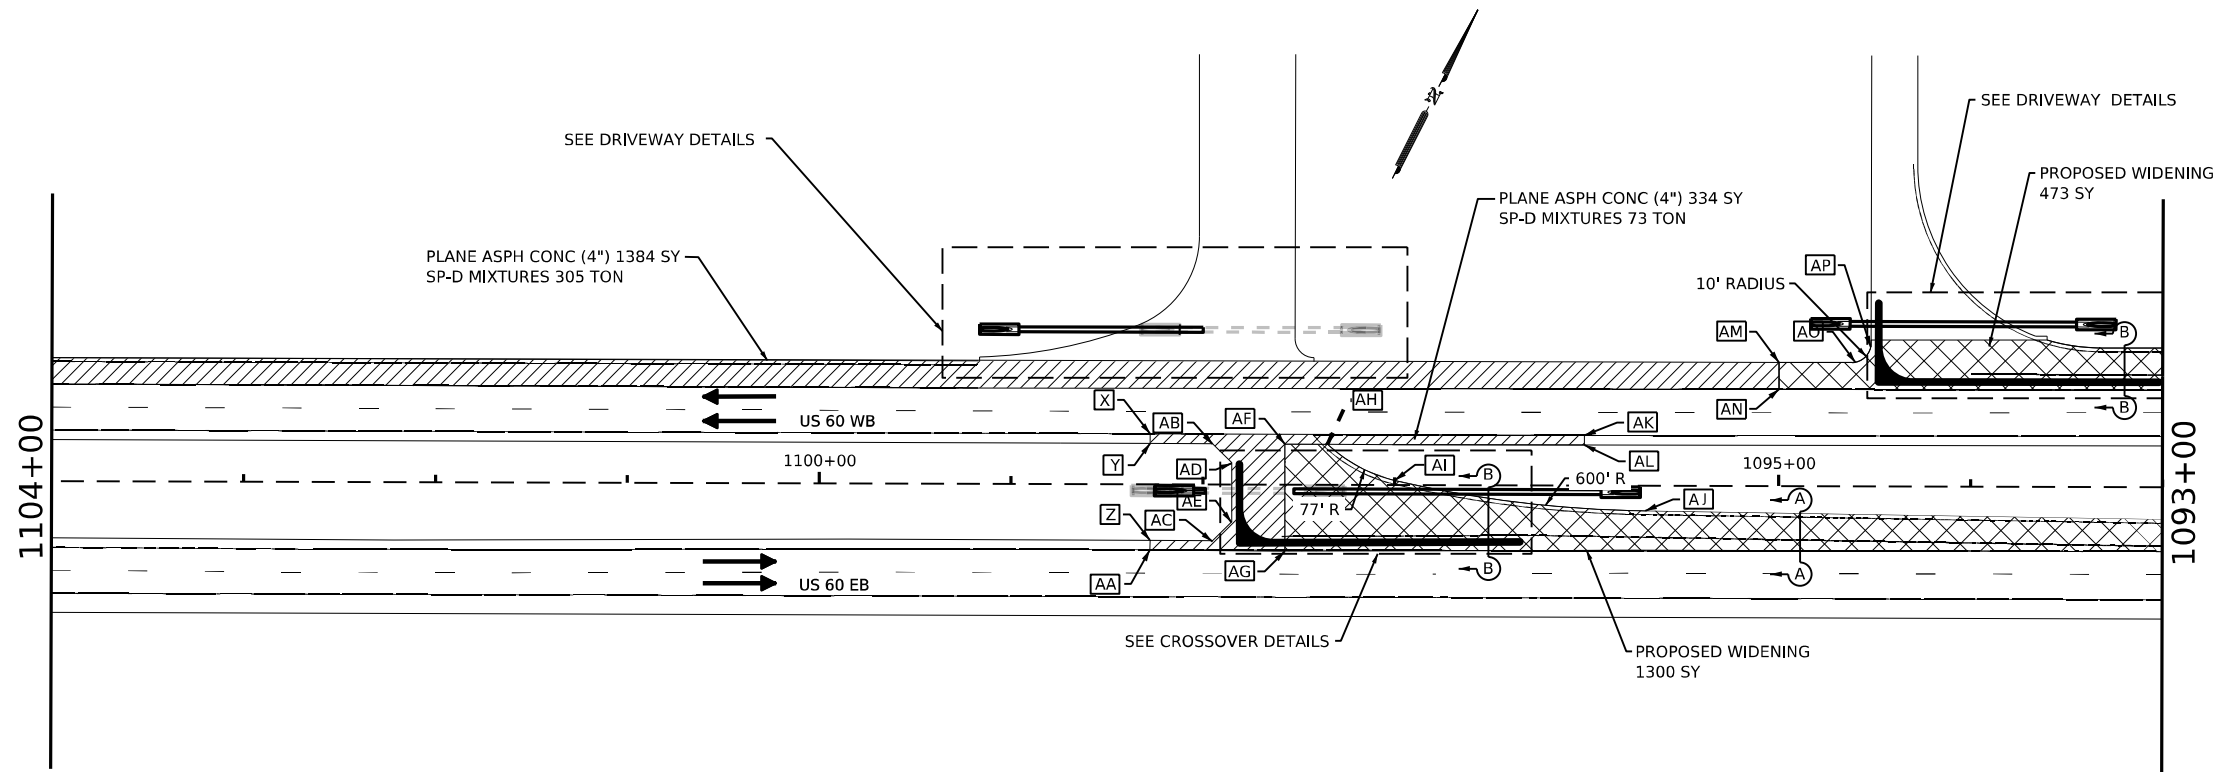 N
SEE DRIVEWAY DETAILS
SEE DRIVEWAY DETAILS
PROPOSED WIDENING
473 SY
PLANE ASPH CONC (4") 334 SY
SP-D MIXTURES 73 TON
PLANE ASPH CONC (4") 1384 SY
SP-D MIXTURES 305 TON
AP
10' RADIUS
AM
AO
B
AN
B
X
AH
AB
AF
AK
US 60 WB
Y
AD
AI
AL
1100+00
1095+00
B
600' R
AE
77' R
AJ
A
Z
AC
AA
AG
B
A
US 60 EB
1104+00
1093+00
SEE CROSSOVER DETAILS
PROPOSED WIDENING
1300 SY